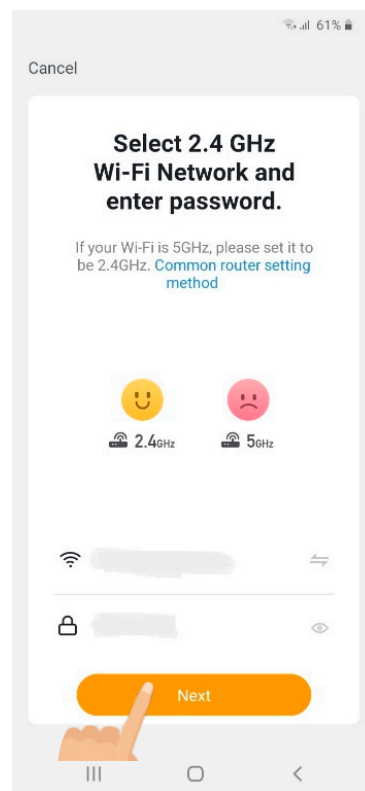 61%
Cancel
Select 2.4 GHz
Wi-Fi Network and
enter password.
If your Wi-Fi is 5GHz, please set it to
be 2.4GHz. Common router setting
method
2.4GHz 5GHz
Next